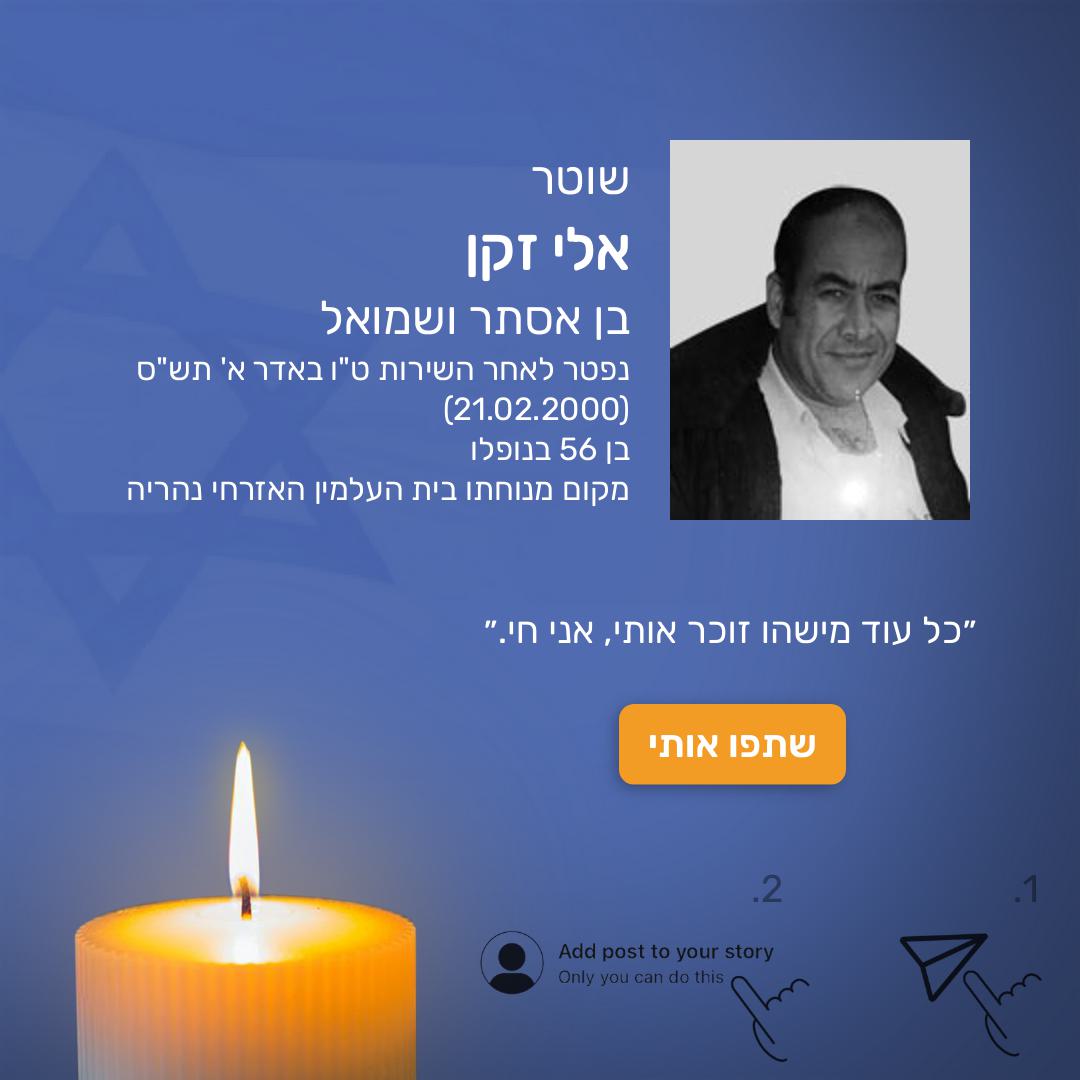 שוטר
אלי זקן
בן אסתר ושמואל
נפטר לאחר השירות ט"ו באדר א' תש"ס
(21.02.2000)
בן 56 בנופלו
מקום מנוחתו בית העלמין האזרחי נהריה
״כל עוד מישהו זוכר אותי, אני חי.״
שתפו אותי
1.
2.
Add post to your story
Only you can do this